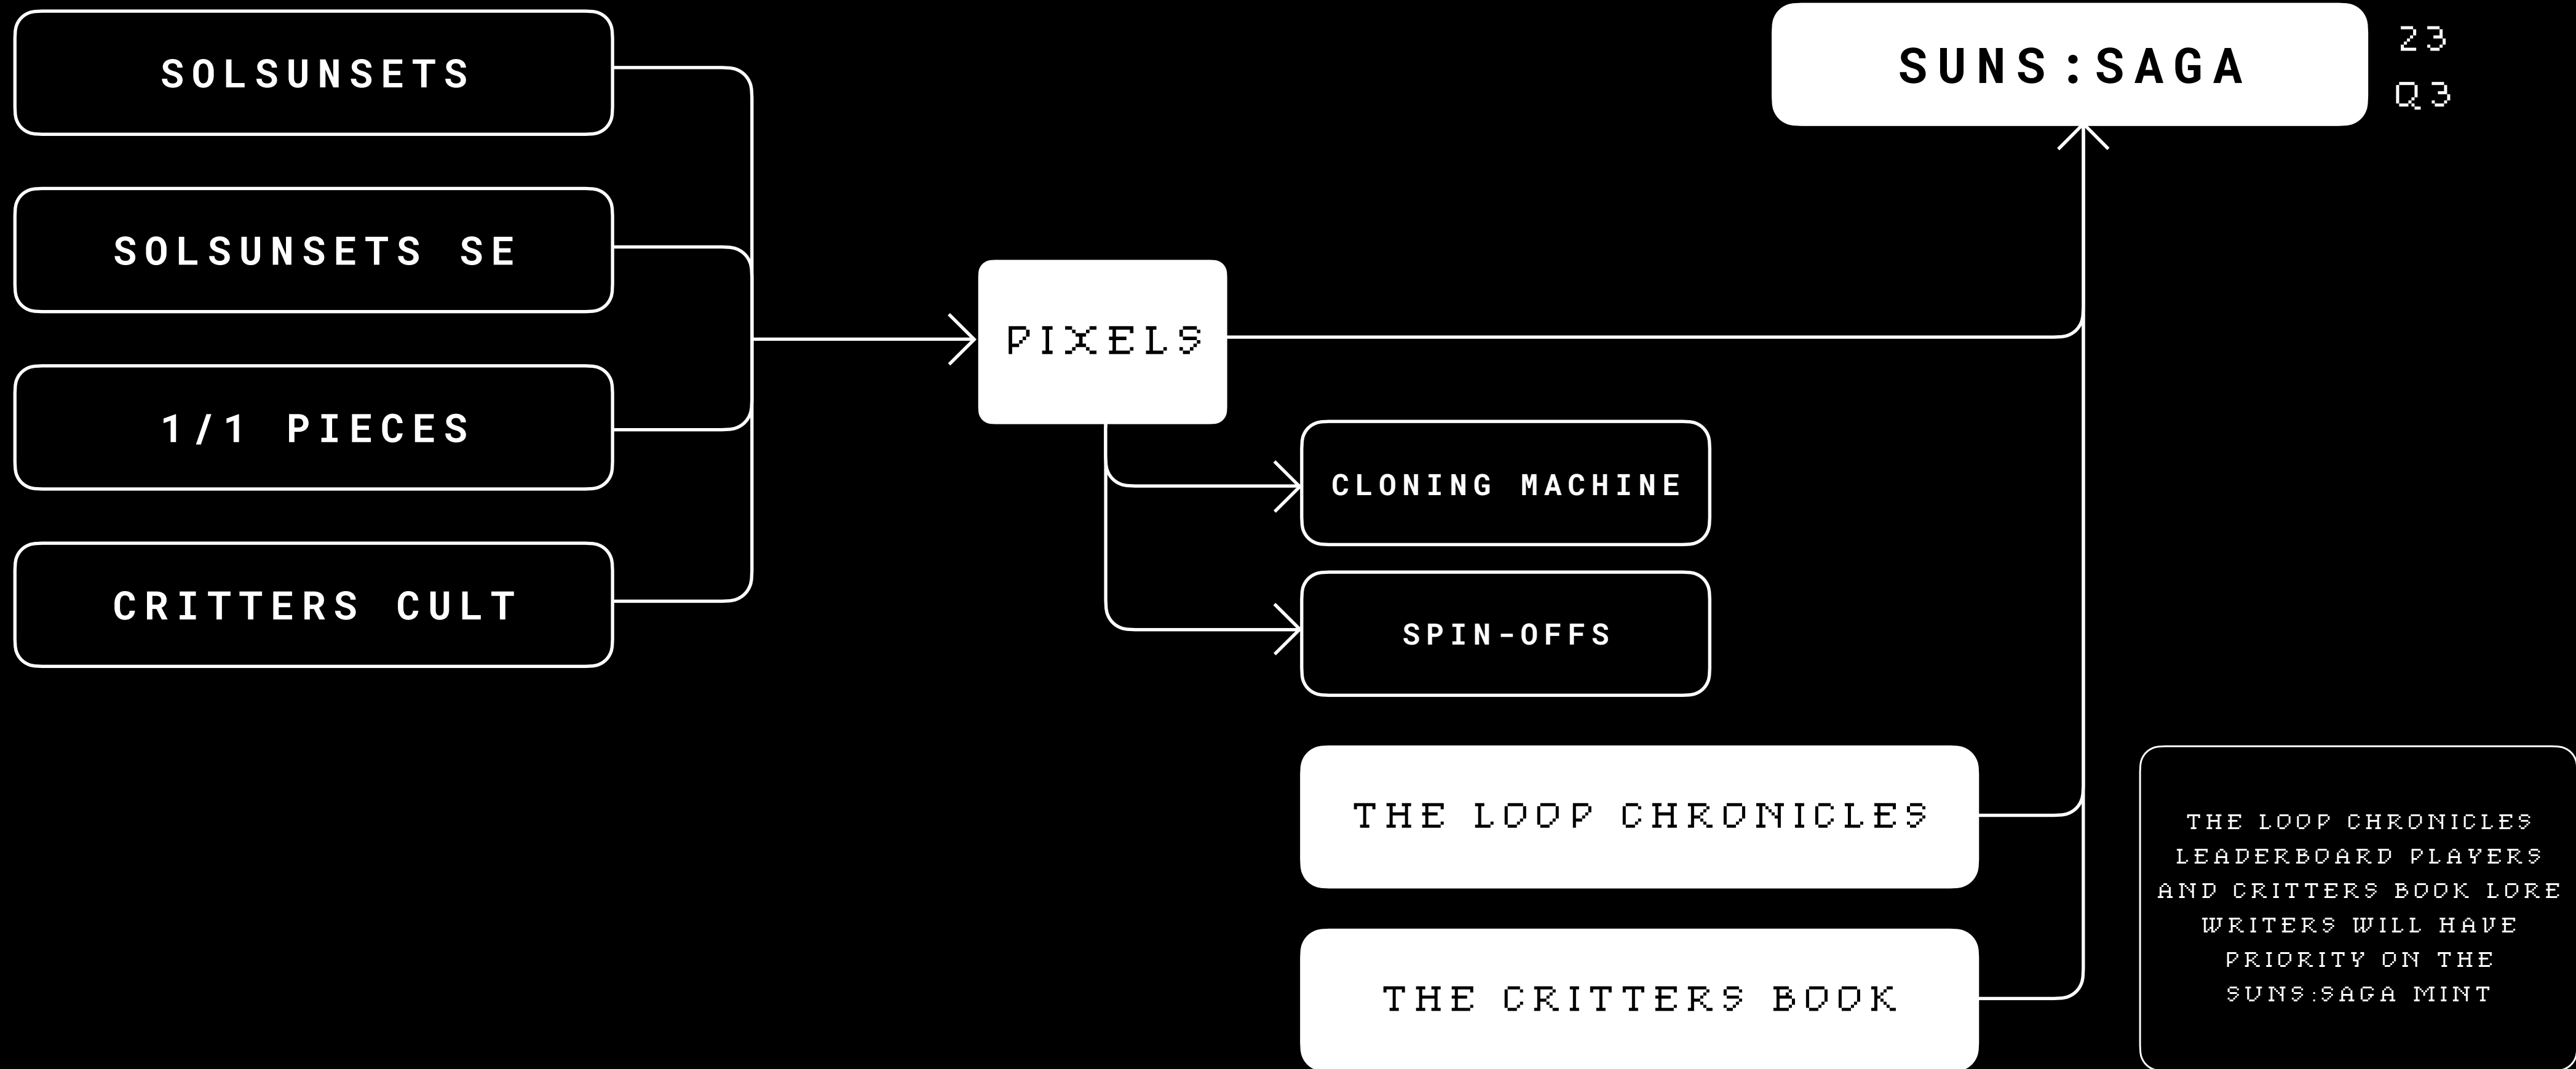 SOLSUNSETS
SOLSUNSETS SE
1/1 PIECES
CRITTERS CULT
PIXELS
CLONING MACHINE
SPIN-OFFS
SUNS:SAGA
23
Q3
THE LOOP CHRONICLES
THE CRITTERS BOOK
THE LOOP CHRONICLES
LEADERBOARD PLAYERS
AND CRITTERS BOOK LORE
WRITERS WILL HAVE
PRIORITY ON THE
SUNS:SAGA MINT